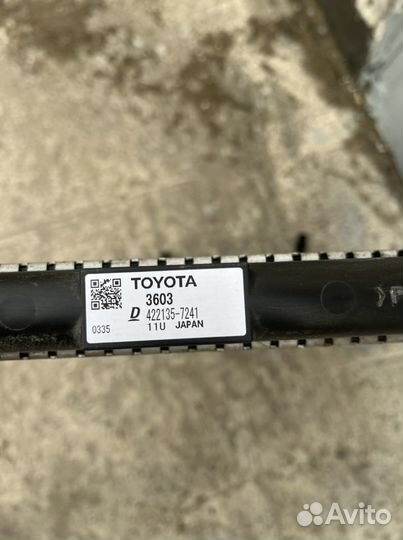 TOYOTA
3603
D 422135-7241
0335 11U JAPAN
Avito